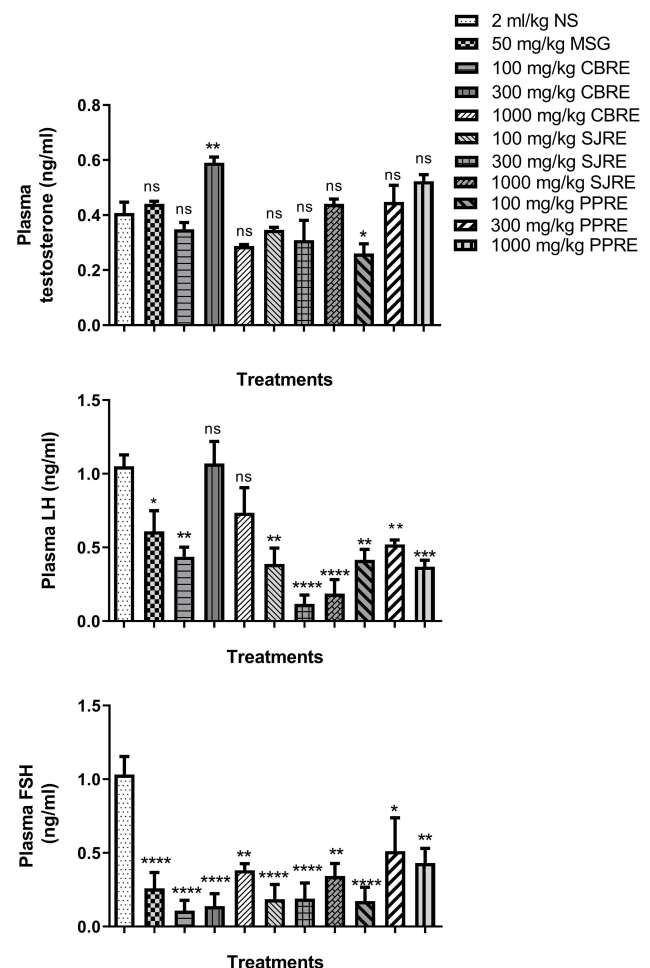 2 ml/kg NS
50 mg/kg MSG
100 mg/kg CBRE
300 mg/kg CBRE
1000 mg/kg CBRE
100 mg/kg SJRE
300 mg/kg SJRE
1000 mg/kg SJRE
100 mg/kg PPRE
300 mg/kg PPRE
1000 mg/kg PPRE
Plasma
testosterone (ng/ml)
0.8
0.6
0.4
0.2
0.0
ns
ns
**
ns
ns
ns
ns
*
ns
ns
Treatments
Plasma LH (ng/ml)
1.5
1.0
0.5
0.0
*
**
ns
ns
**
****
****
**
**
***
Treatments
Plasma FSH
(ng/ml)
1.5
1.0
0.5
0.0
****
****
****
**
****
****
**
****
*
**
Treatments